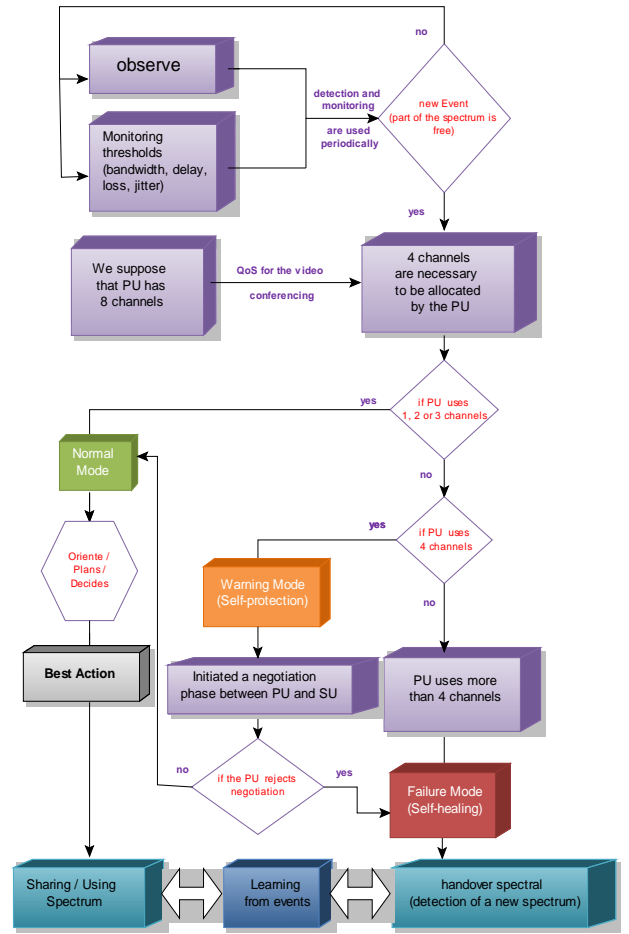 no
observe
detection and
monitoring
are used
periodically
new Event
(part of the spectrum is
free)
Monitoring
thresholds
(bandwidth, delay,
loss, jitter)
yes
We suppose
that PU has
8 channels
QoS for the video
conferencing
4 channels
are necessary
to be allocated
by the PU
yes
if PU uses
1, 2 or 3 channels
Normal
Mode
no
yes
if PU uses
4 channels
Oriente /
Plans /
Decides
Warning Mode
(Self-protection)
no
Best Action
Initiated a negotiation
phase between PU and SU
PU uses more
than 4 channels
no
if the PU rejects
negotiation
yes
Failure Mode
(Self-healing)
Sharing / Using
Spectrum
Learning
from events
handover spectral
(detection of a new spectrum)